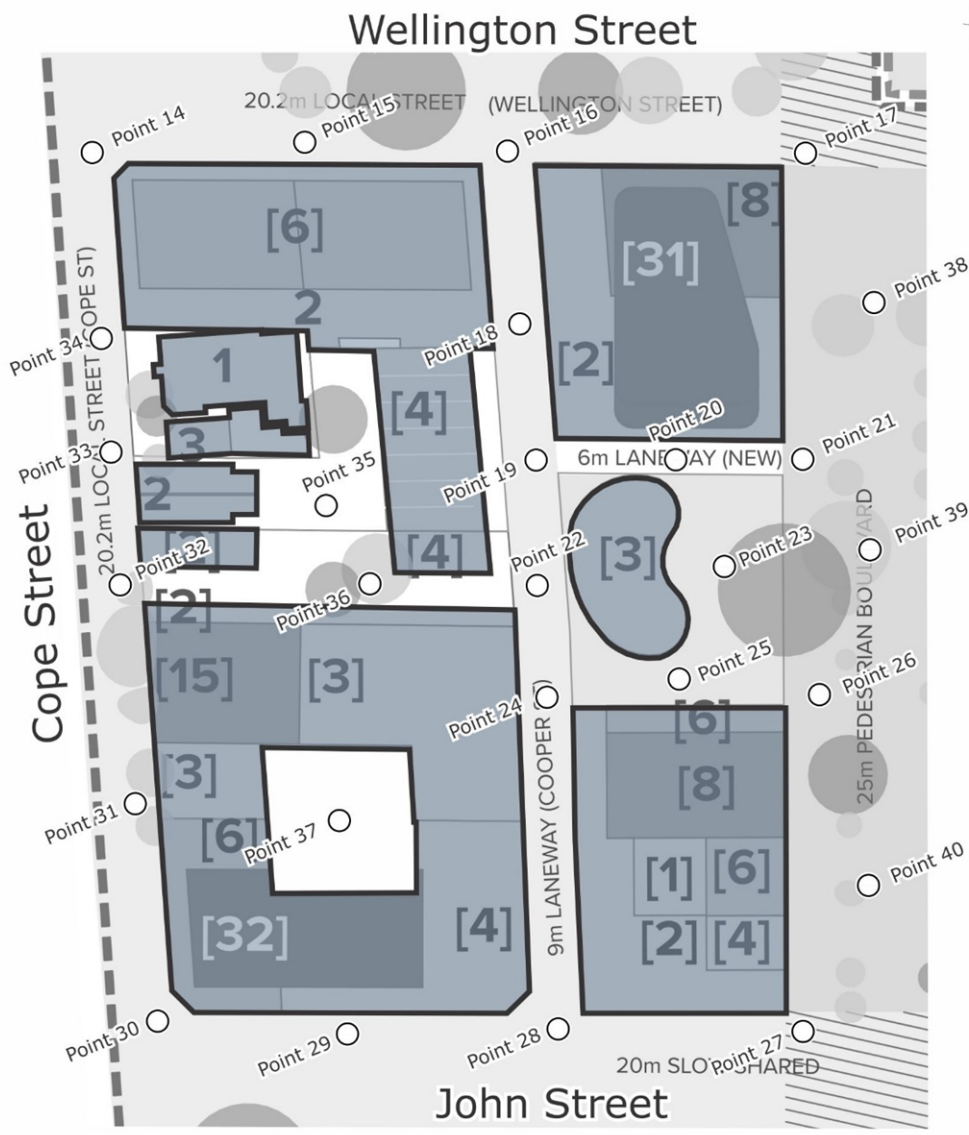 Wellington Street
20.2m LOCAL STREET (WELLINGTON STREET)
Point 14
Point 15
Point 16
Point 17
[6]
[8]
[31]
2
[2]
Point 38
Point 18
Point 34
1
[4]
3
Point 33
20.2m LOCAL STREET (COPE ST)
Cope Street
Point 20
6m LANEWAY (NEW)
Point 21
Point 19
Point 35
2
[2]
[4]
Point 32
Point 22
[3]
Point 23
Point 39
25m PEDESTRIAN BOULEVARD
[2]
Point 36
[15]
[3]
Point 25
Point 26
Point 24
9m LANEWAY (COOPER ST)
[6]
[3]
[8]
Point 31
[6]
Point 37
[1]
[6]
Point 40
[32]
[4]
[2]
[4]
Point 30
Point 29
Point 28
Point 27
20m SLOW SHARED
John Street